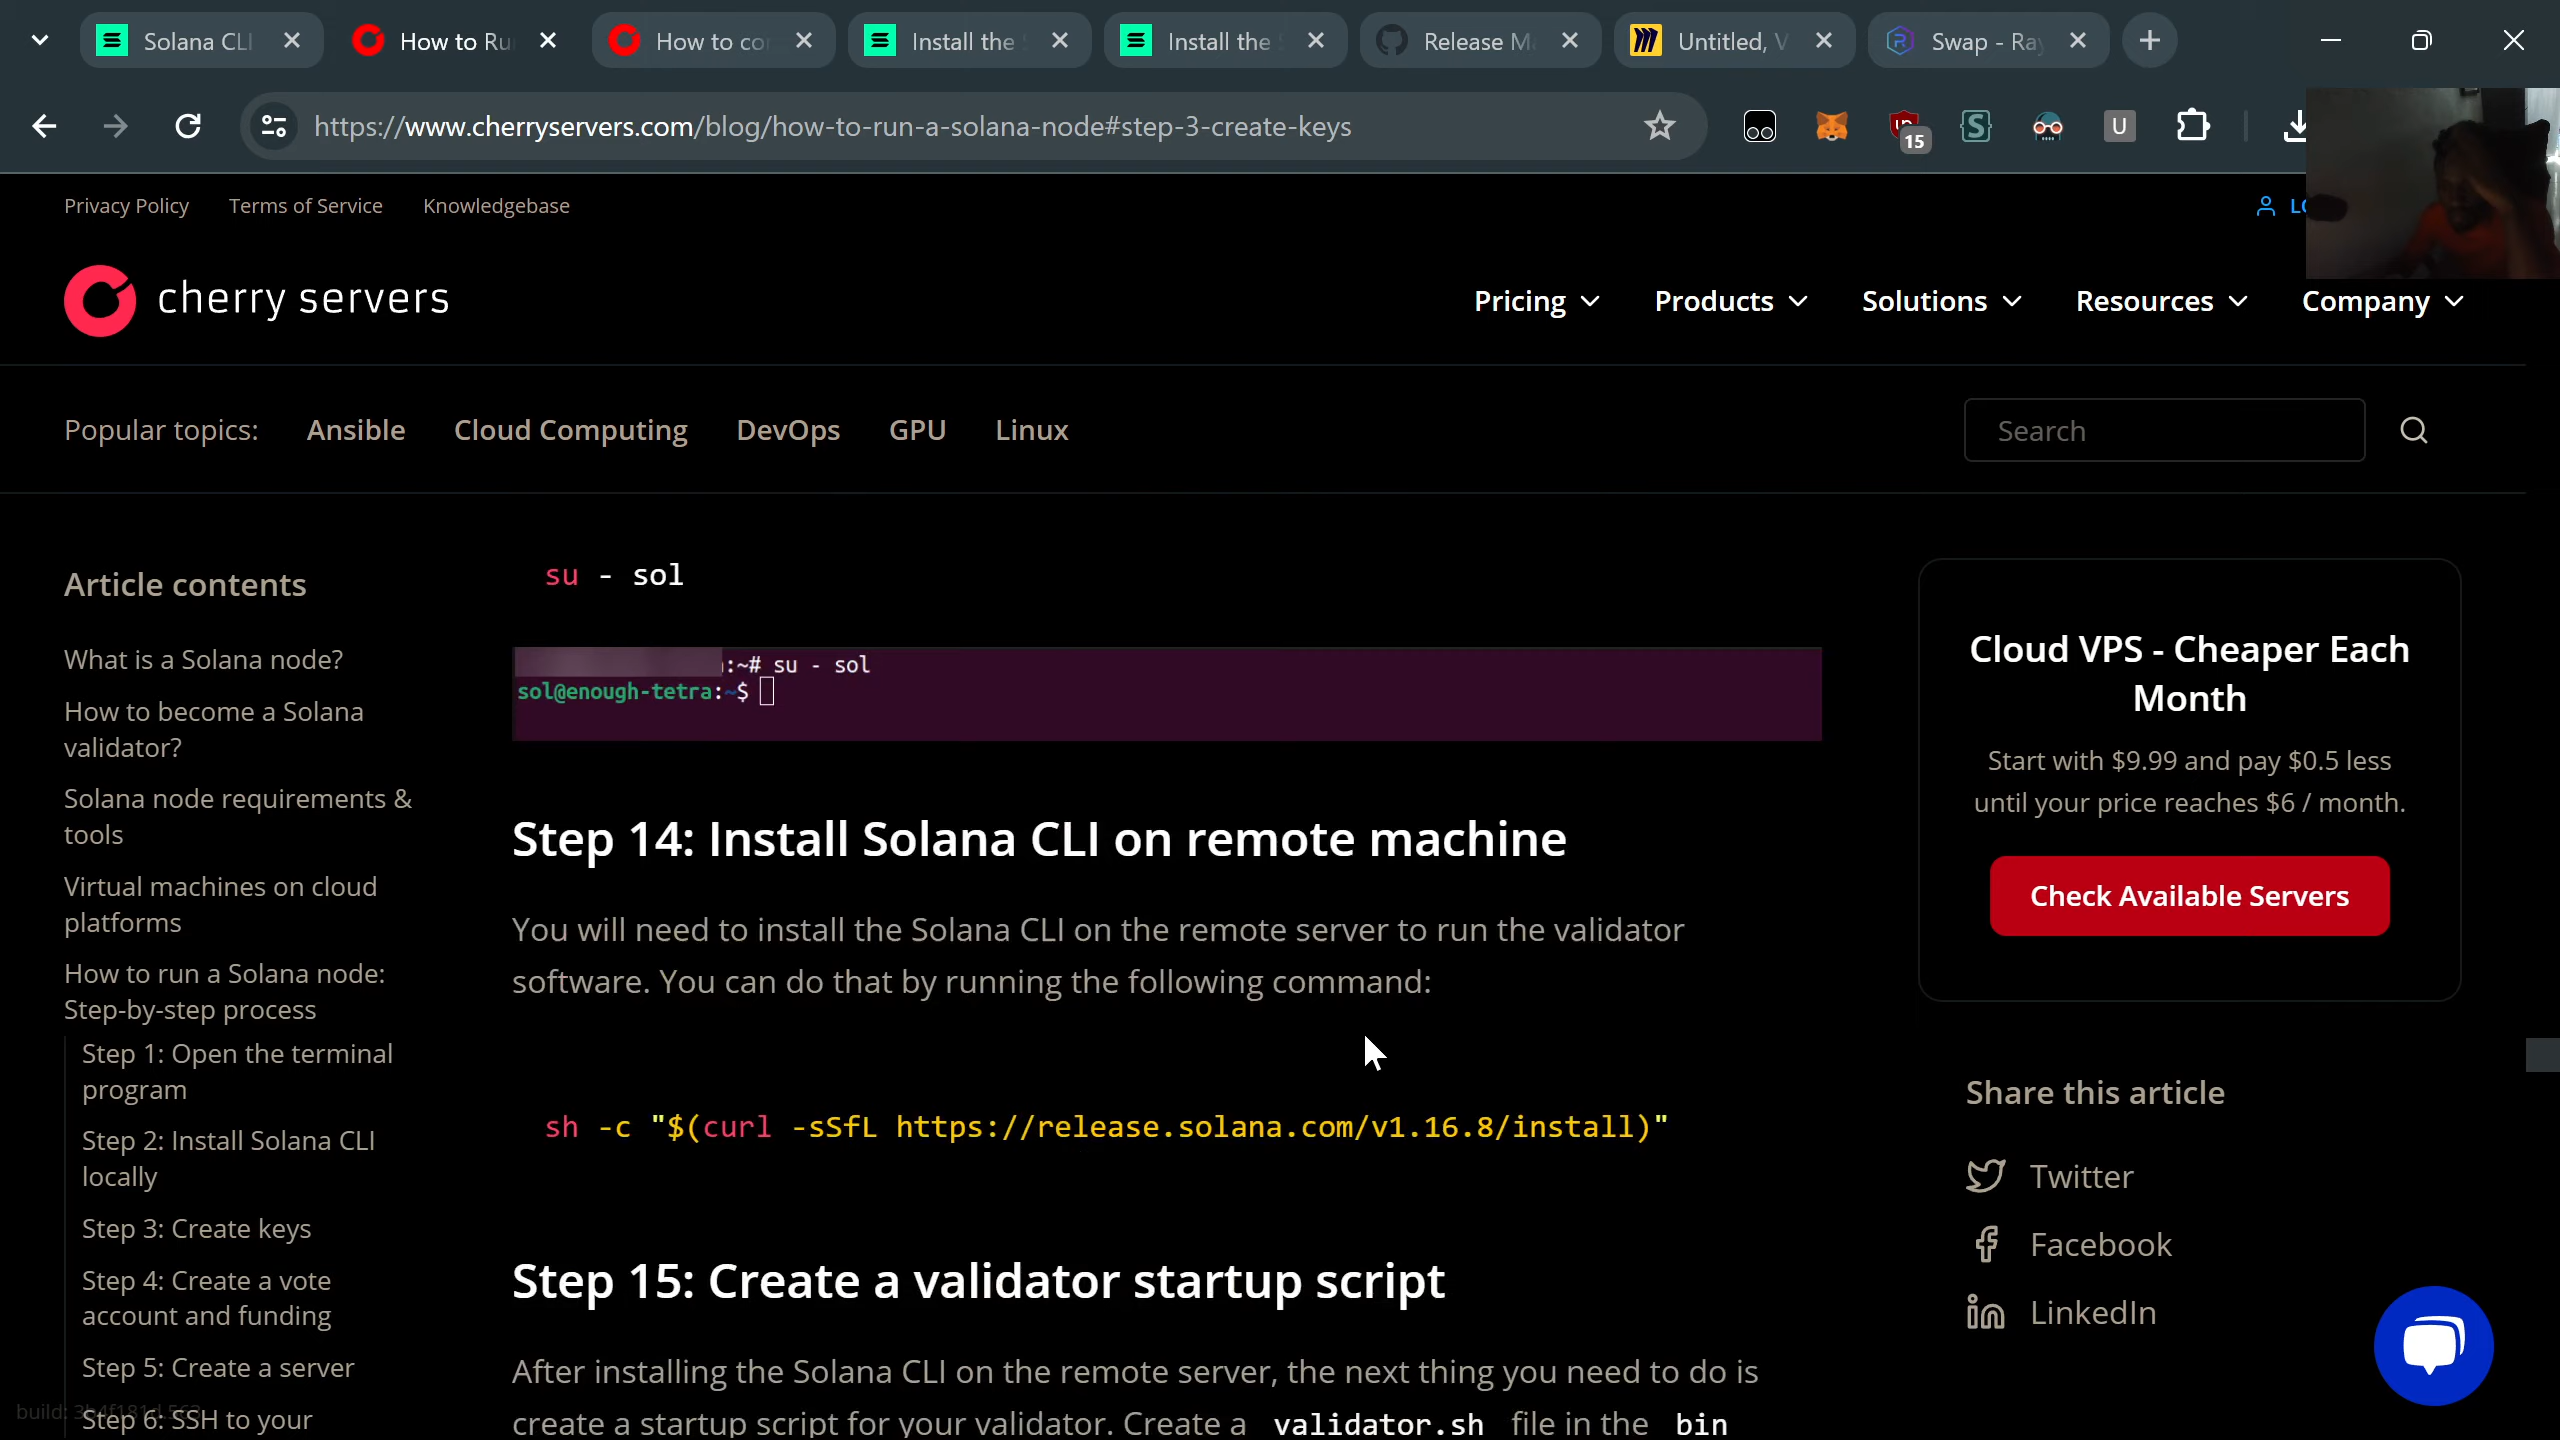 Solana CLI
How to Ru
How to co
Install the
Install the
Release M
Untitled, V
Swap - Ray
https://www.cherryservers.com/blog/how-to-run-a-solana-node#step-3-create-keys
15
U
Privacy Policy
Terms of Service
Knowledgebase
cherry servers
Pricing
Products
Solutions
Resources
Company
Popular topics:
Ansible
Cloud Computing
DevOps
GPU
Linux
Search
Article contents
What is a Solana node?
How to become a Solana
validator?
Solana node requirements &
tools
Virtual machines on cloud
platforms
How to run a Solana node:
Step-by-step process
Step 1: Open the terminal
program
Step 2: Install Solana CLI
locally
Step 3: Create keys
Step 4: Create a vote
account and funding
Step 5: Create a server
Step 6: SSH to your
su - sol
:~# su - sol
sol@enough-tetra:~$
Step 14: Install Solana CLI on remote machine
You will need to install the Solana CLI on the remote server to run the validator
software. You can do that by running the following command:
sh -c "$(curl -sSfL https://release.solana.com/v1.16.8/install)"
Step 15: Create a validator startup script
After installing the Solana CLI on the remote server, the next thing you need to do is
create a startup script for your validator. Create a validator.sh file in the bin
Cloud VPS - Cheaper Each
Month
Start with $9.99 and pay $0.5 less
until your price reaches $6 / month.
Check Available Servers
Share this article
Twitter
Facebook
LinkedIn